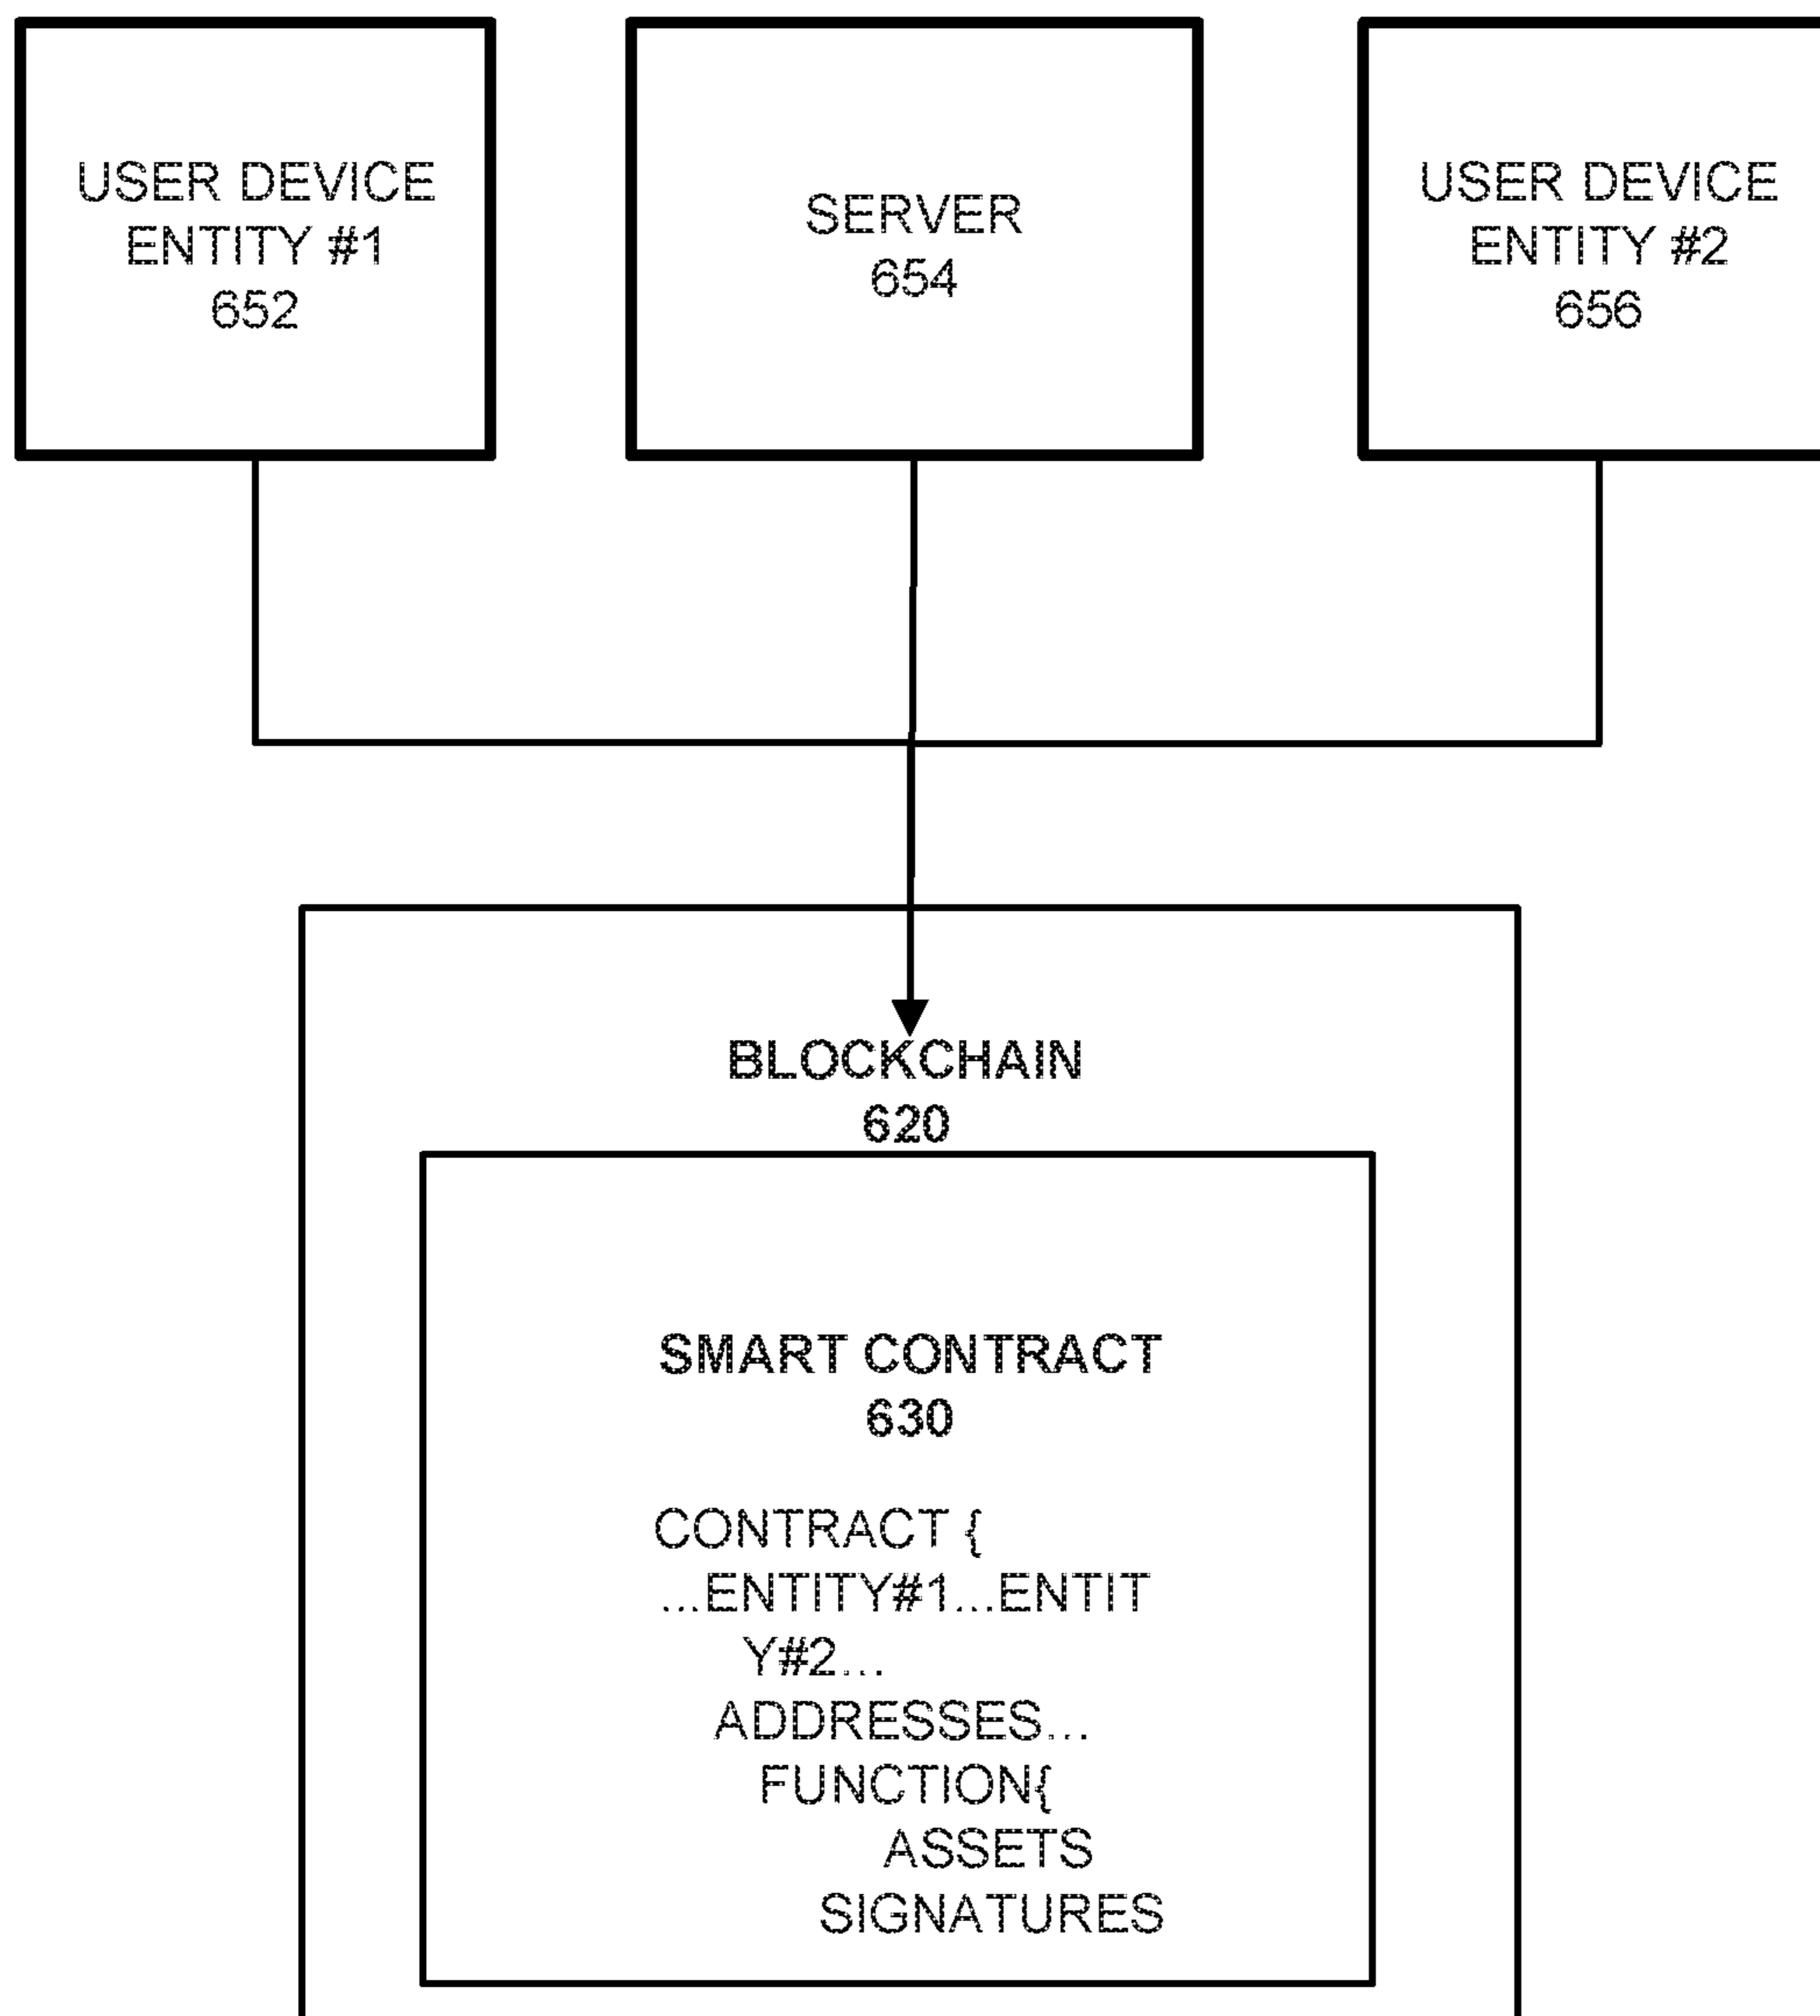 USER DEVICE
ENTITY #1
652
SERVER
654
USER DEVICE
ENTITY #2
656
BLOCKCHAIN
620
SMART CONTRACT
630
CONTRACT {
...ENTITY#1...ENTIT
Y#2...
ADDRESSES...
FUNCTION{
ASSETS
SIGNATURES